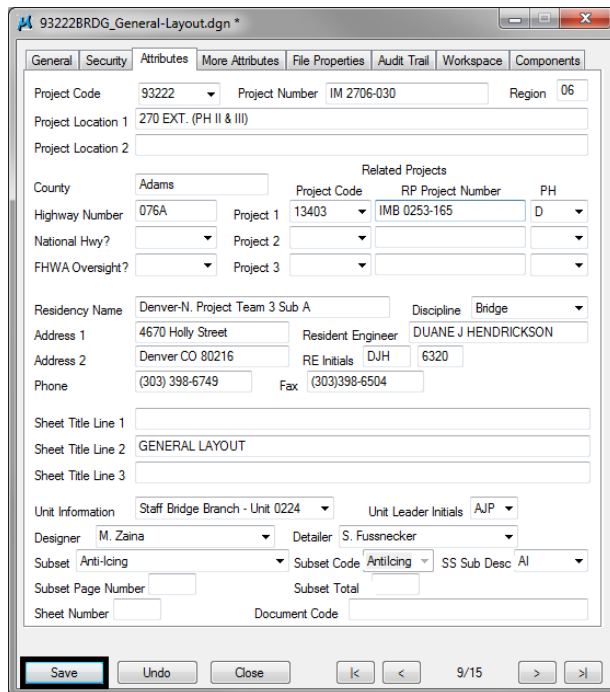 93222BRDG_General-Layout.dgn *
General Security Attributes More Attributes File Properties Audit Trail Workspace Components
Project Code 93222 Project Number IM 2706-030 Region 06
Project Location 1 270 EXT. (PH II & III)
Project Location 2
Related Projects
County Adams Project Code RP Project Number PH
Highway Number 076A Project 1 13403 IMB 0253-165 D
National Hwy? Project 2
FHWA Oversight? Project 3
Residency Name Denver-N. Project Team 3 Sub A Discipline Bridge
Address 1 4670 Holly Street Resident Engineer DUANE J HENDRICKSON
Address 2 Denver CO 80216 RE Initials DJH 6320
Phone (303) 398-6749 Fax (303)398-6504
Sheet Title Line 1
Sheet Title Line 2 GENERAL LAYOUT
Sheet Title Line 3
Unit Information Staff Bridge Branch - Unit 0224 Unit Leader Initials AJP
Designer M. Zaina Detailer S. Fussnecker
Subset Anti-Icing Subset Code AntiIcing SS Sub Desc AI
Subset Page Number Subset Total
Sheet Number Document Code
Save Undo Close |< < 9/15 > >|